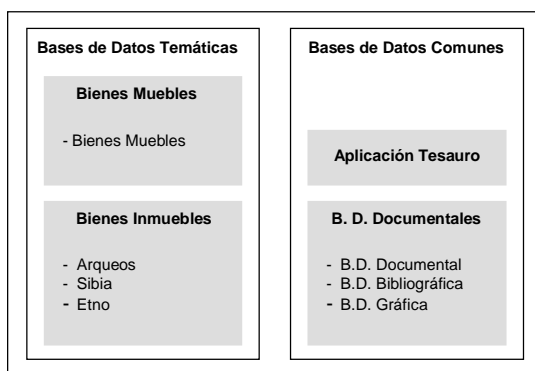 Bases de Datos Temáticas
Bienes Muebles
- Bienes Muebles
Bienes Inmuebles
- Arqueos
- Sibia
- Etno
Bases de Datos Comunes
Aplicación Tesauro
B. D. Documentales
- B.D. Documental
- B.D. Bibliográfica
- B.D. Gráfica